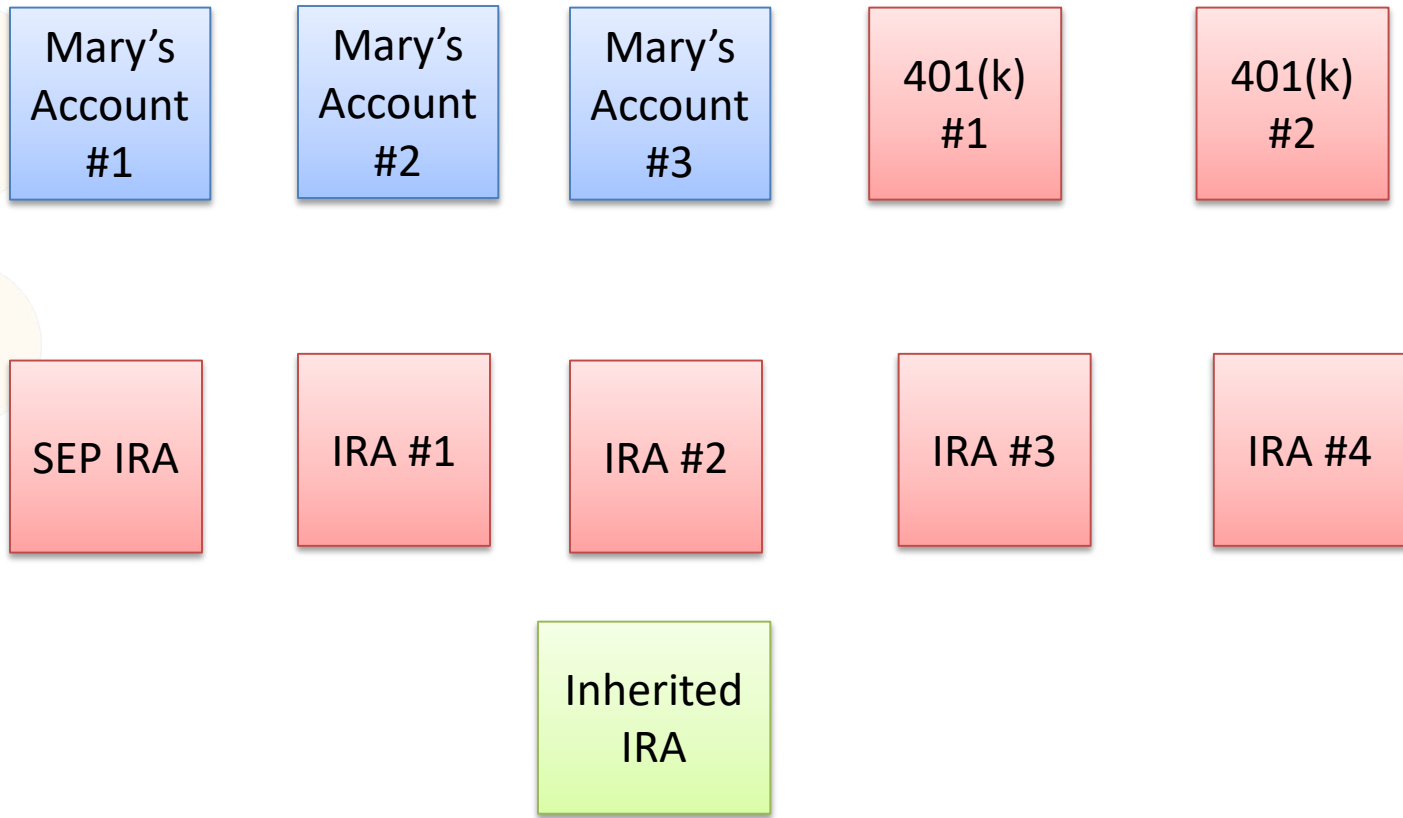 Mary’s
Account
#1
Mary’s
Account
#2
Mary’s
Account
#3
401(k)
#1
401(k)
#2
SEP IRA
IRA #1
IRA #2
IRA #3
IRA #4
Inherited
IRA